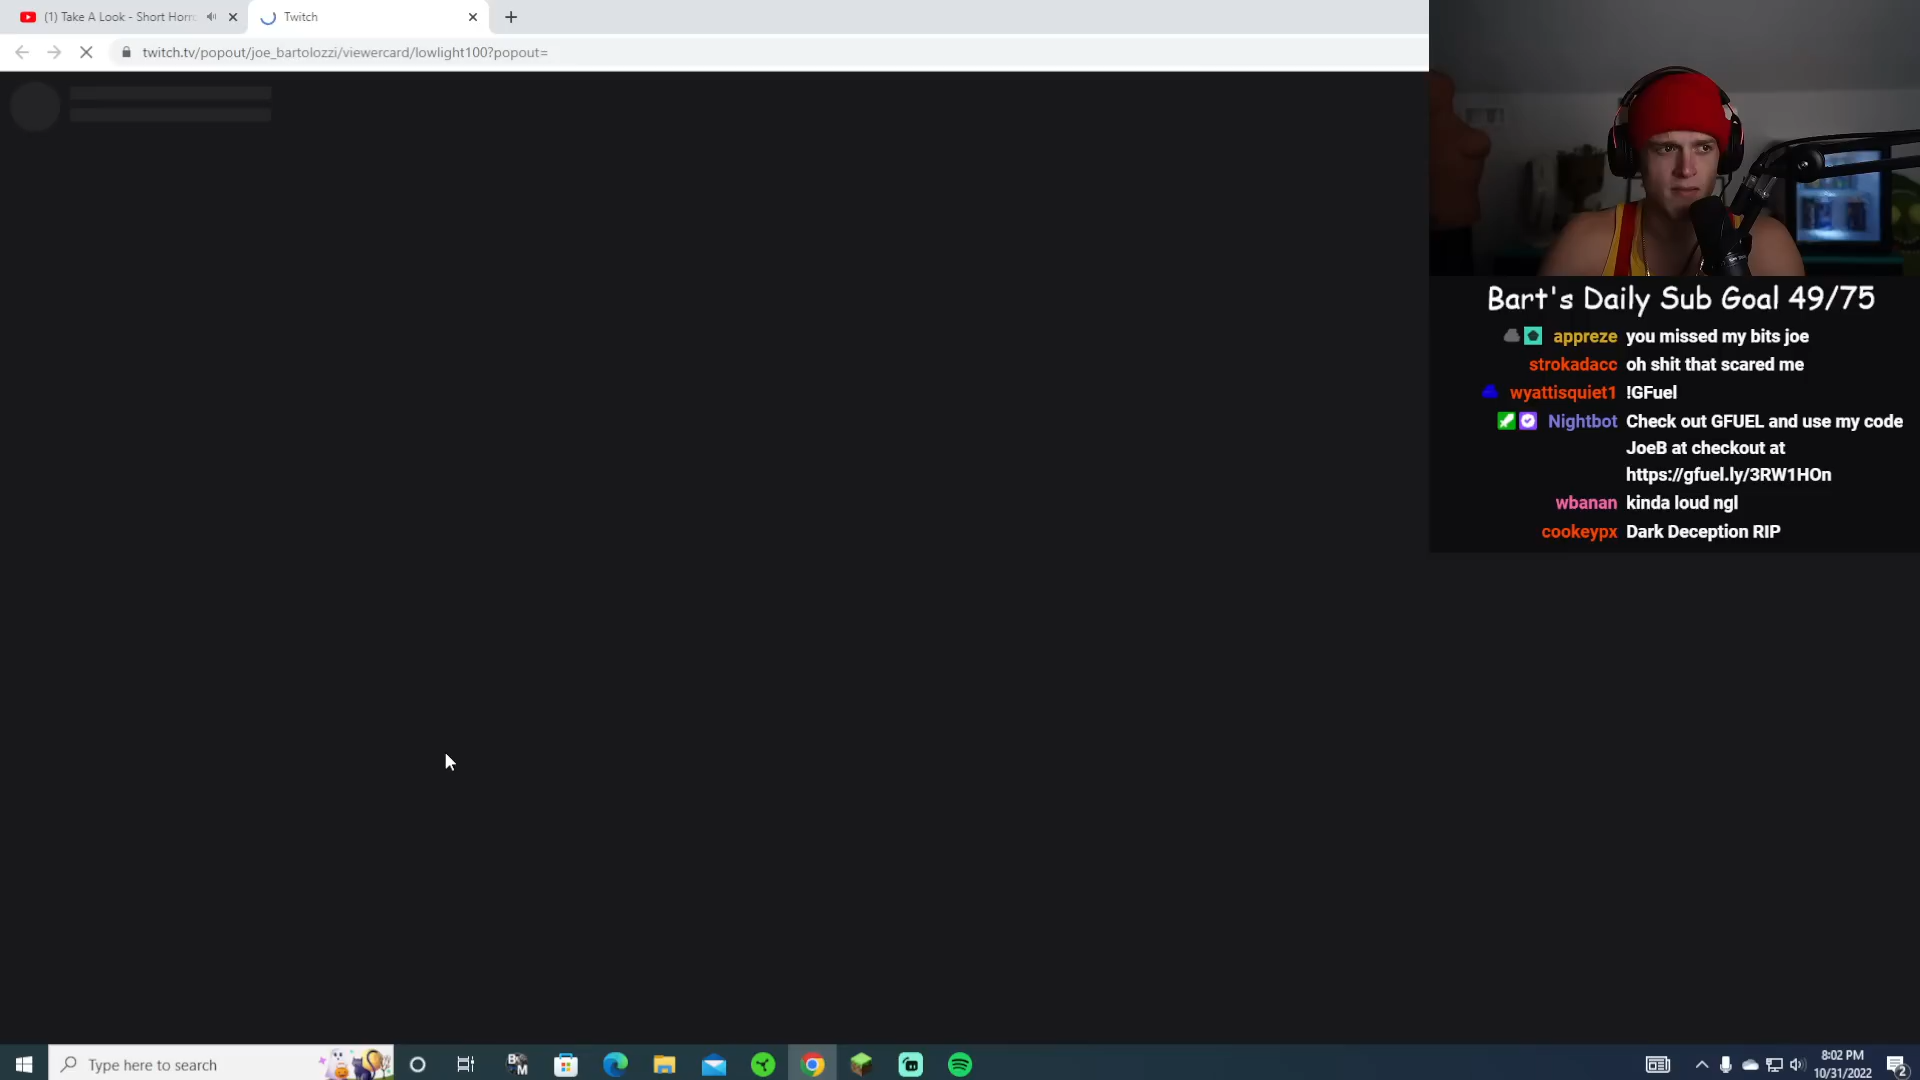 (1) Take A Look - Short Horr
Twitch
twitch.tv/popout/joe_bartolozzi/viewercard/lowlight100?popout=
Bart's Daily Sub Goal 49/75
appreze you missed my bits joe
strokadacc oh shit that scared me
wyattisquiet1 !GFuel
Nightbot Check out GFUEL and use my code
JoeB at checkout at
https://gfuel.ly/3RW1HOn
wbanan kinda loud ngl
cookeypx Dark Deception RIP
Type here to search
8:02 PM
10/31/2022
2